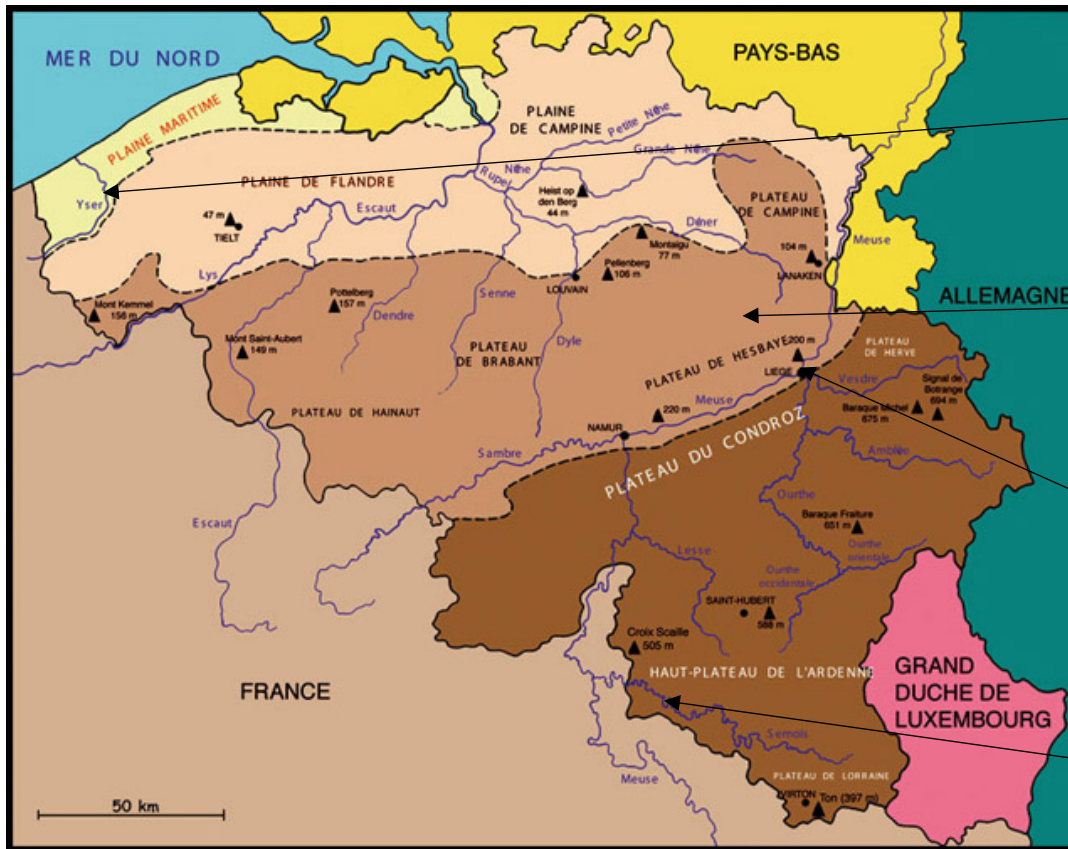 MER DU NORD
PAYS-BAS
PLAINE MARITIME
PLAINE
DE CAMPINE
Petite Nèthe
Grande Nèthe
Nèthe
Rupel
PLAINE DE FLANDRE
Heist op
den Berg
44 m
PLATEAU
DE CAMPINE
Yser
47 m
TIELT
Escaut
Démer
Meuse
Montaigu
77 m
104 m
LANAKEN
Lys
Pellenberg
106 m
LOUVAIN
ALLEMAGNE
Mont Kemmel
156 m
Pottelberg
157 m
Senne
Dendre
Mont Saint-Aubert
149 m
PLATEAU
DE BRABANT
Dyle
PLATEAU DE HESBAYE
200 m
LIEGE
PLATEAU
DE HERVE
Vesdre
Signal de
Botrange
694 m
Baraque Michel
675 m
PLATEAU DE HAINAUT
Meuse
220 m
NAMUR
Sambre
PLATEAU DU CONDROZ
Amblée
Ourthe
Escaut
Baraque Fraiture
651 m
Ourthe
orientale
Lesse
Ourthe
occidentale
SAINT-HUBERT
588 m
Croix Scaille
505 m
HAUT-PLATEAU DE L'ARDENNE
GRAND
DUCHE DE
LUXEMBOURG
FRANCE
Semois
Meuse
PLATEAU DE LORRAINE
VIRTON
Ton (397 m)
50 km